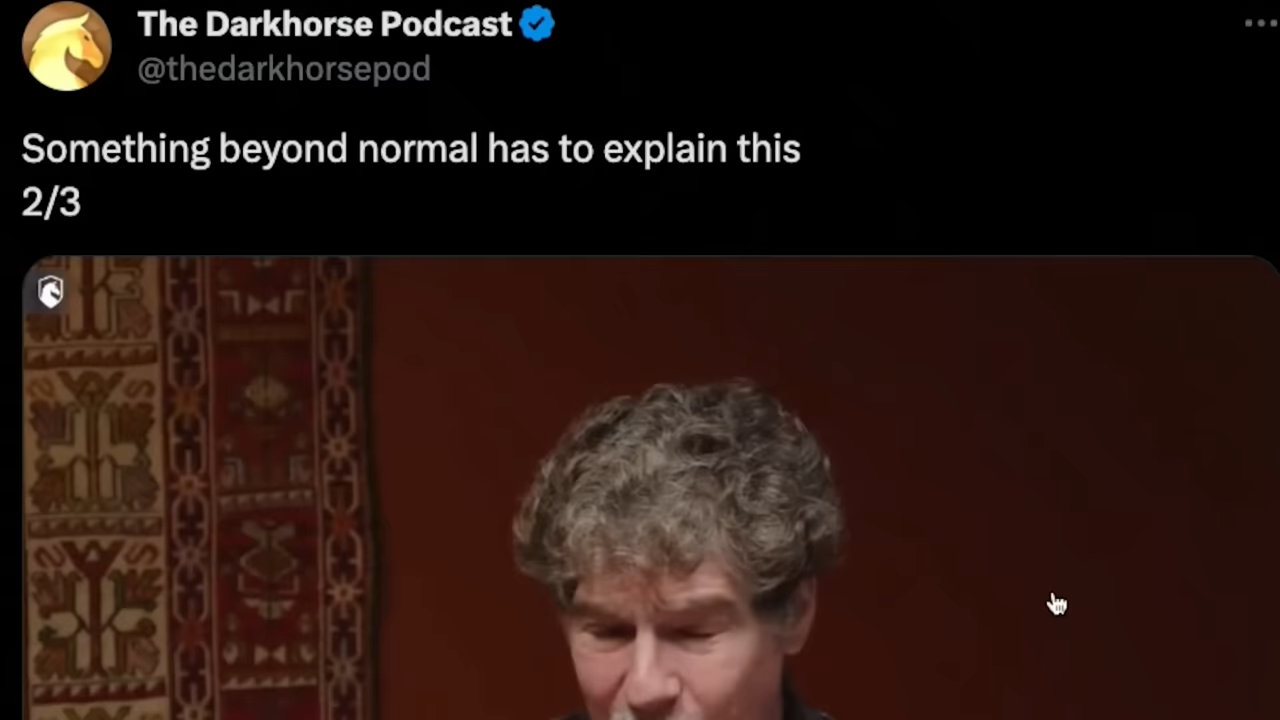 The Darkhorse Podcast
@thedarkhorsepod
Something beyond normal has to explain this
2/3